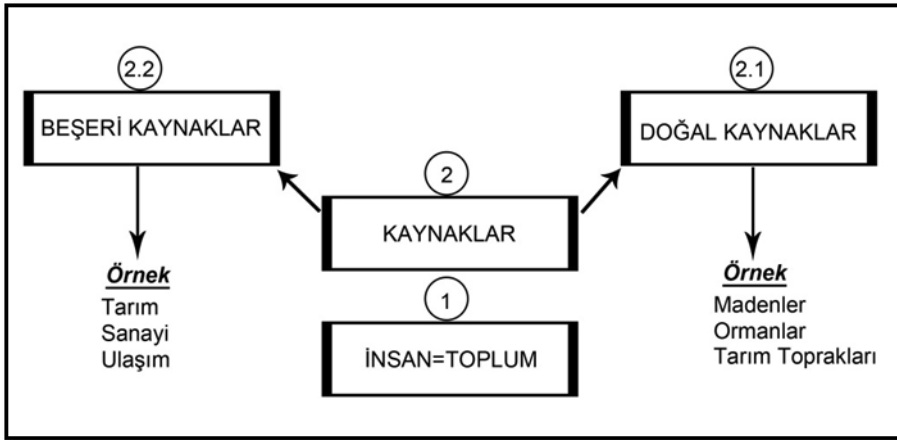 2.2
BEŞERİ KAYNAKLAR
Örnek
Tarım
Sanayi
Ulaşım
2
KAYNAKLAR
1
İNSAN=TOPLUM
2.1
DOĞAL KAYNAKLAR
Örnek
Madenler
Ormanlar
Tarım Toprakları